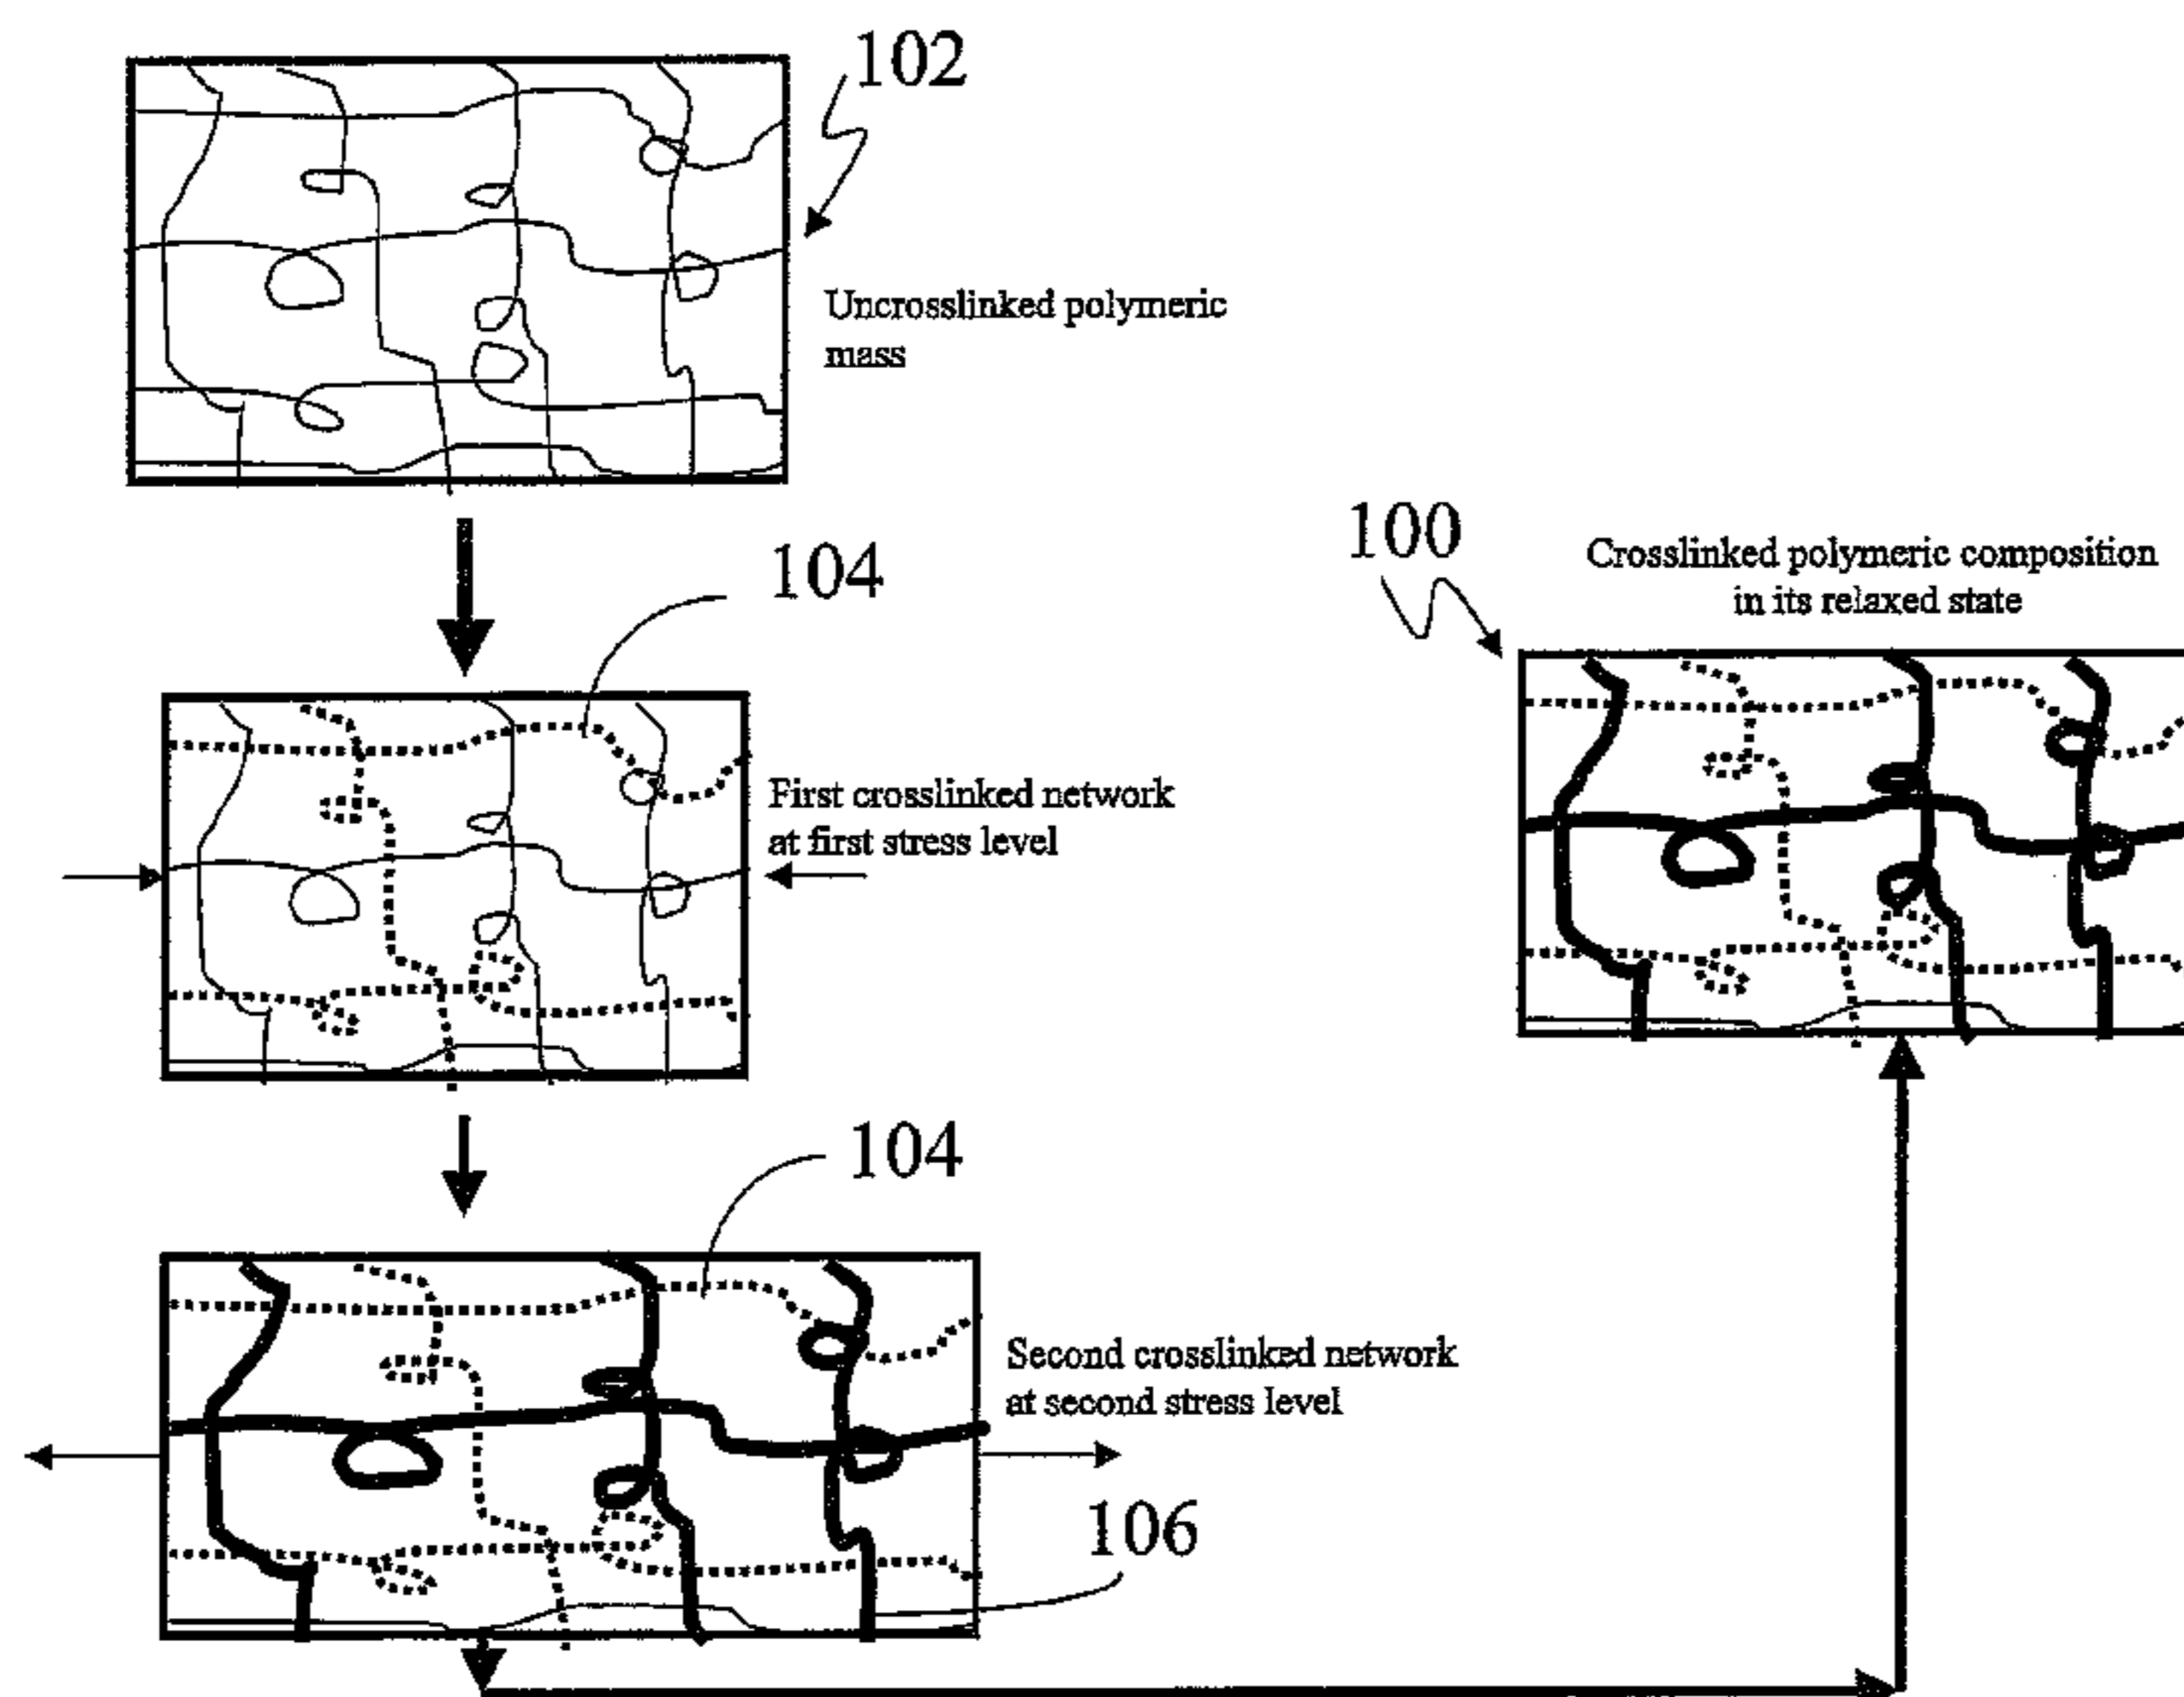 102
Uncrosslinked polymeric
mass
104
First crosslinked network
at first stress level
104
Second crosslinked network
at second stress level
106
100
Crosslinked polymeric composition
in its relaxed state